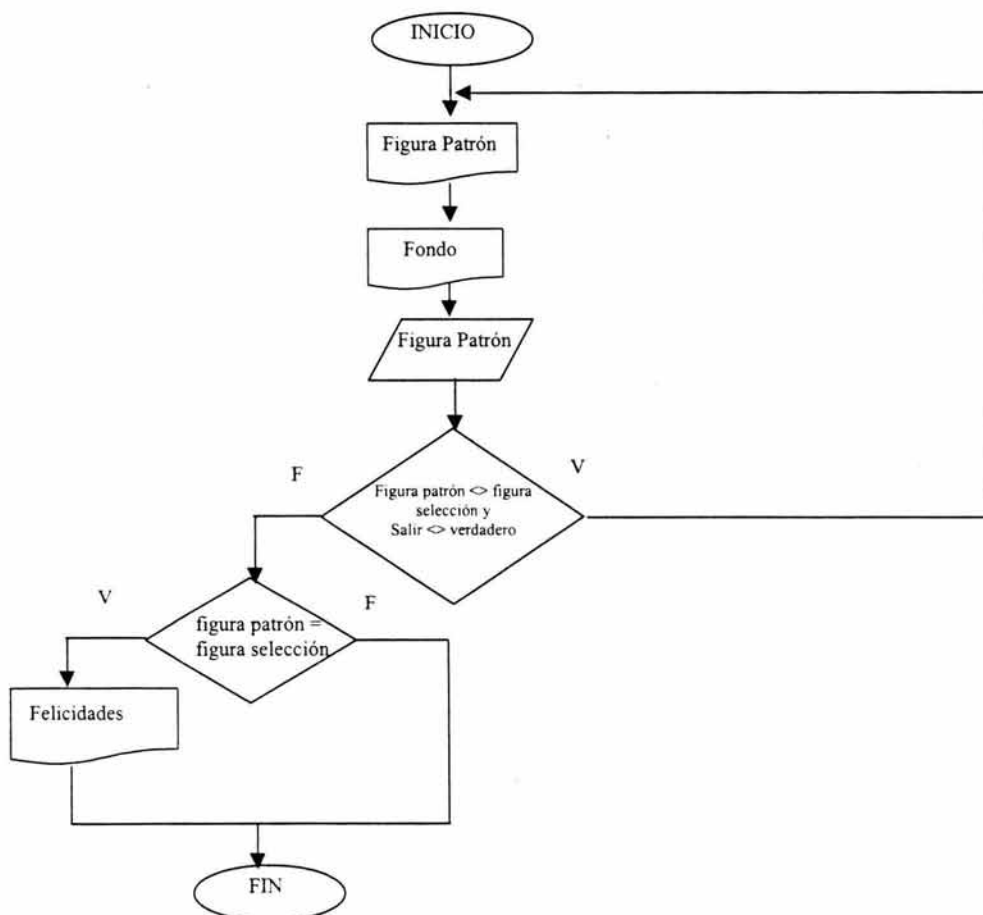 INICIO
Figura Patrón
Fondo
Figura Patrón
F
V
Figura patrón <> figura
selección y
Salir <> verdadero
V
F
figura patrón =
figura selección
Felicidades
FIN